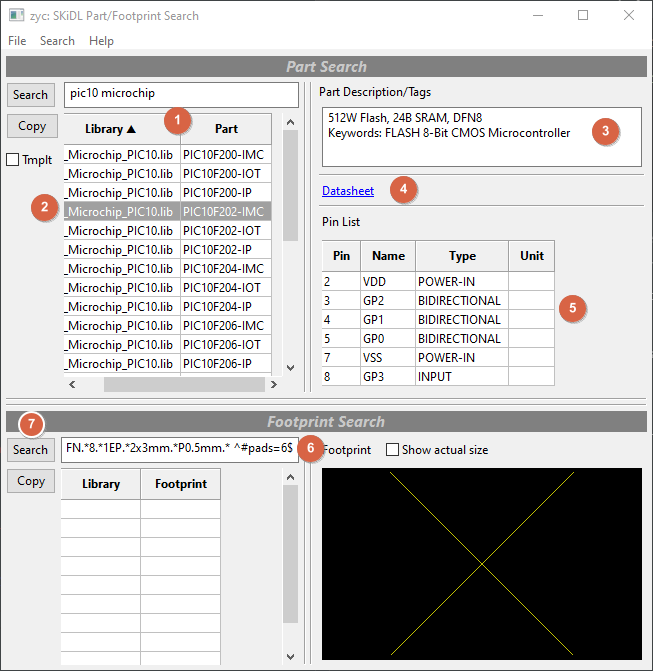 zyc: SKiDL Part/Footprint Search
File Search Help
Part Search
Search
pic10 microchip
Part Description/Tags
Copy
1
Library ▲ Part
512W Flash, 24B SRAM, DFN8
Keywords: FLASH 8-Bit CMOS Microcontroller
3
Tmplt
_Microchip_PIC10.lib PIC10F200-IMC
_Microchip_PIC10.lib PIC10F200-IOT
_Microchip_PIC10.lib PIC10F200-IP
2
_Microchip_PIC10.lib PIC10F202-IMC
_Microchip_PIC10.lib PIC10F202-IOT
_Microchip_PIC10.lib PIC10F202-IP
_Microchip_PIC10.lib PIC10F204-IMC
_Microchip_PIC10.lib PIC10F204-IOT
_Microchip_PIC10.lib PIC10F204-IP
_Microchip_PIC10.lib PIC10F206-IMC
_Microchip_PIC10.lib PIC10F206-IOT
_Microchip_PIC10.lib PIC10F206-IP
Datasheet
4
Pin List
Pin Name Type Unit
2 VDD POWER-IN
3 GP2 BIDIRECTIONAL
4 GP1 BIDIRECTIONAL
5 GP0 BIDIRECTIONAL
7 VSS POWER-IN
8 GP3 INPUT
5
7
Footprint Search
Search
FN.*8.*1EP.*2x3mm.*P0.5mm.* ^#pads=6$
6
Footprint
Show actual size
Copy
Library Footprint